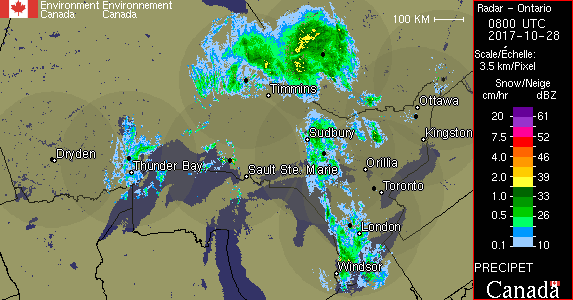 Environment Environnement
Canada Canada
100 KM
Timmins
Ottawa
Sudbury
Kingston
Dryden
Thunder Bay
Sault Ste. Marie
Orillia
Toronto
London
Windsor
Radar - Ontario
0800 UTC
2017-10-28
Scale/Échelle:
3.5 km/Pixel
Snow/Neige
cm/hr dBZ
20 61
7.5 52
4.0 46
2.0 39
1.0 33
0.5 26
0.1 10
PRECIPET
Canada